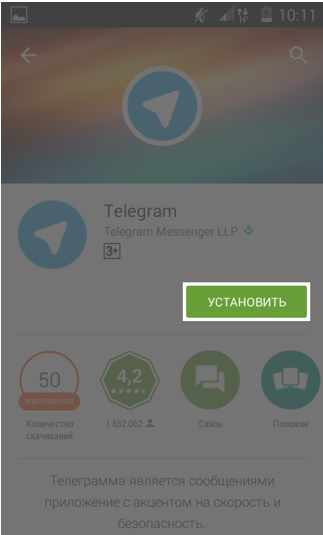 10:11
Telegram
Telegram Messenger LLP
3+
УСТАНОВИТЬ
50
миллионов
4,2
Количество
скачиваний
1 652 062
Связь
Похожие
Телеграмма является сообщениями
приложение с акцентом на скорость и
безопасность.